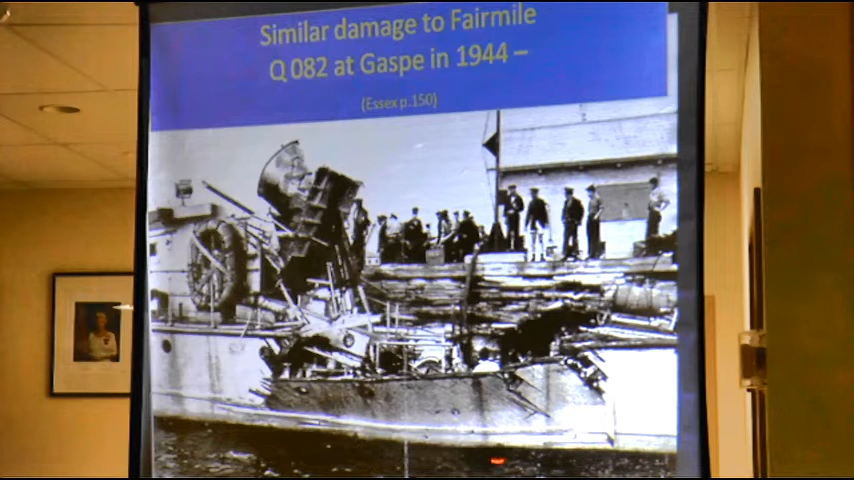 Similar damage to Fairmile
Q 082 at Gaspe in 1944 –
(Essex p.150)